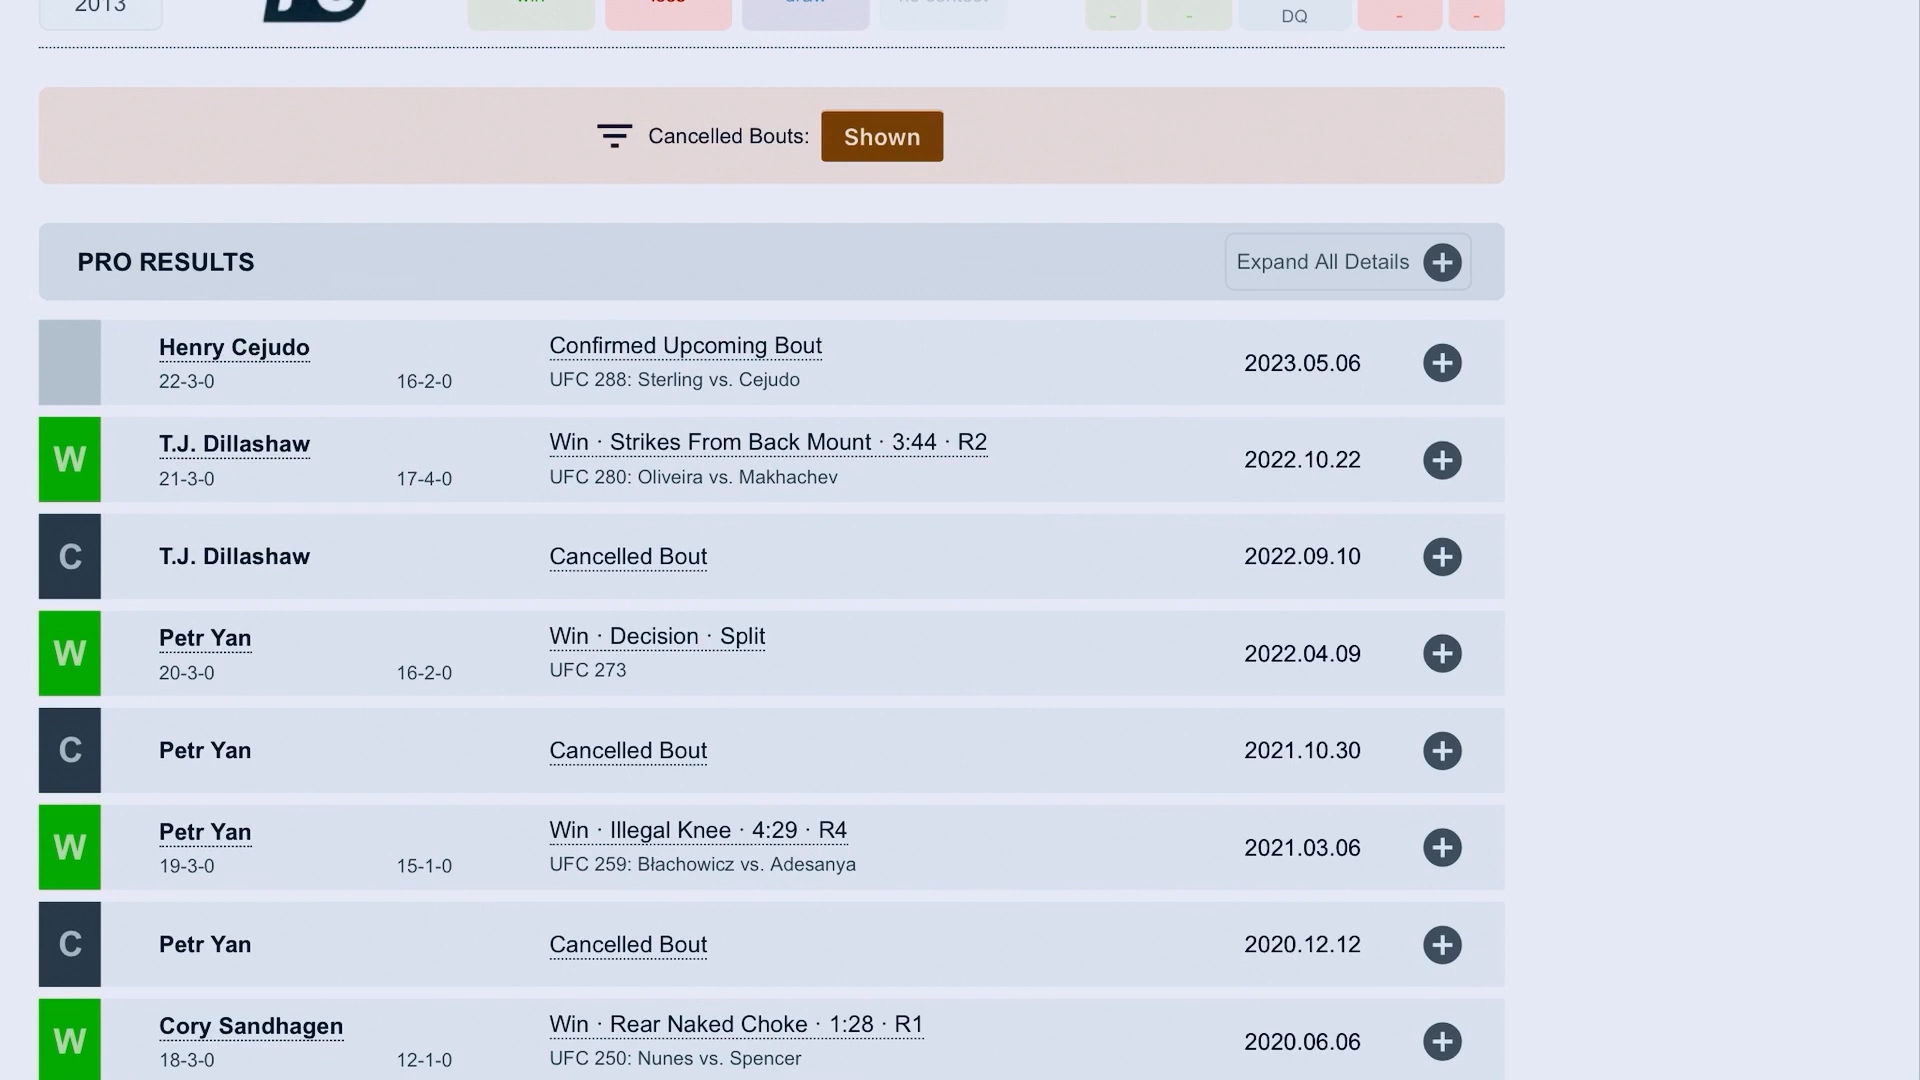 2013
win
loss
draw
no contest
-
-
DQ
-
-
Cancelled Bouts:
Shown
PRO RESULTS
Expand All Details
Henry Cejudo
Confirmed Upcoming Bout
22-3-0
16-2-0
UFC 288: Sterling vs. Cejudo
2023.05.06
W
T.J. Dillashaw
Win · Strikes From Back Mount · 3:44 · R2
21-3-0
17-4-0
UFC 280: Oliveira vs. Makhachev
2022.10.22
C
T.J. Dillashaw
Cancelled Bout
2022.09.10
W
Petr Yan
Win · Decision · Split
20-3-0
16-2-0
UFC 273
2022.04.09
C
Petr Yan
Cancelled Bout
2021.10.30
W
Petr Yan
Win · Illegal Knee · 4:29 · R4
19-3-0
15-1-0
UFC 259: Błachowicz vs. Adesanya
2021.03.06
C
Petr Yan
Cancelled Bout
2020.12.12
W
Cory Sandhagen
Win · Rear Naked Choke · 1:28 · R1
18-3-0
12-1-0
UFC 250: Nunes vs. Spencer
2020.06.06